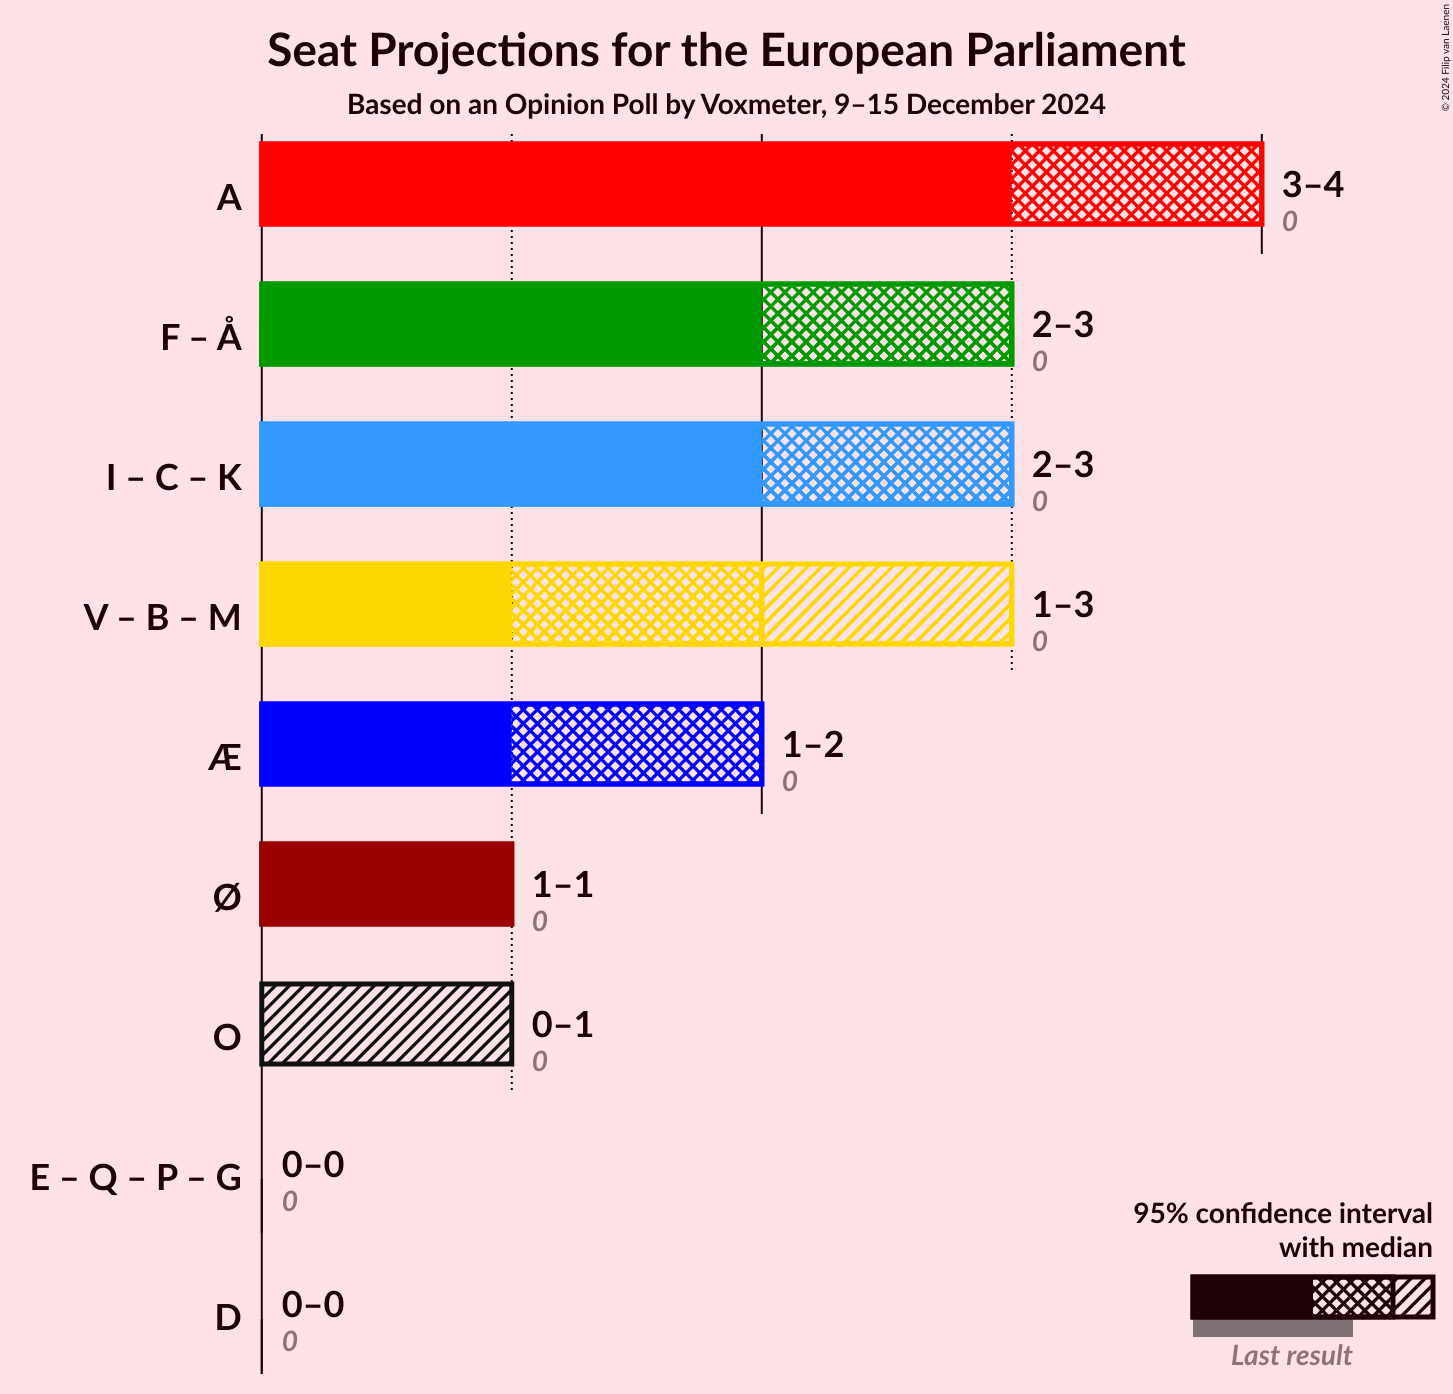 Seat Projections for the European Parliament
Based on an Opinion Poll by Voxmeter, 9–15 December 2024
© 2024 Filip van Laenen
A
3–4
0
F – Å
2–3
0
I – C – K
2–3
0
V – B – M
1–3
0
Æ
1–2
0
Ø
1–1
0
O
0–1
0
E – Q – P – G
0–0
0
D
0–0
0
95% confidence interval
with median
Last result